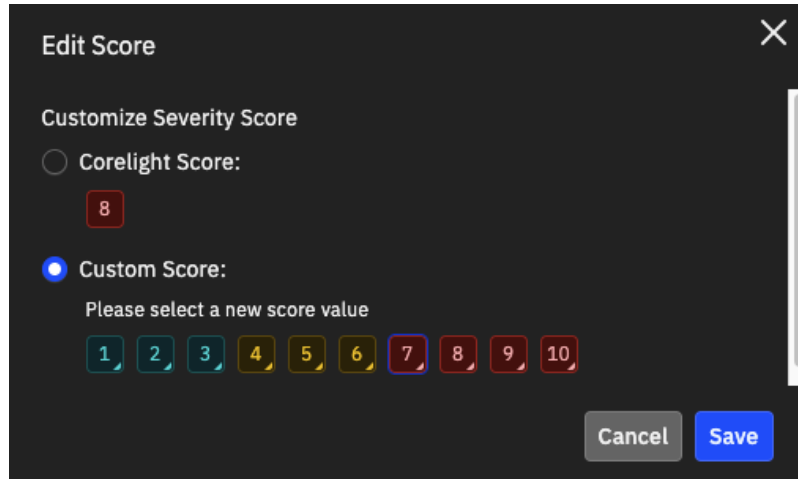 Edit Score
Customize Severity Score
Corelight Score:
8
Custom Score:
Please select a new score value
1 2 3 4 5 6 7 8 9 10
Cancel Save